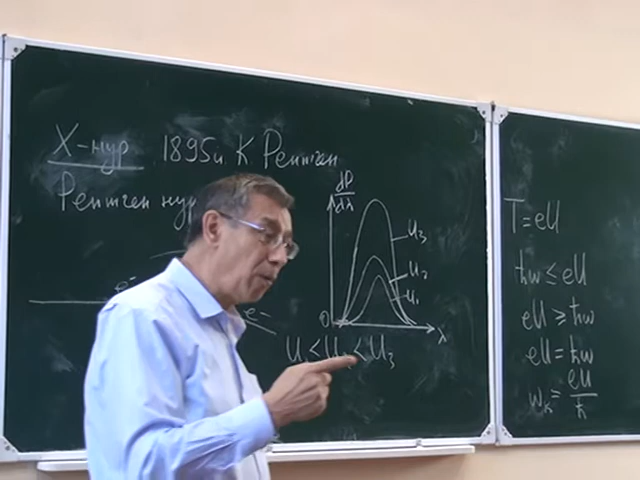 X-нур 1895и. К Рентген
Рентген нур
e⁻
e⁻
dP/dλ
U₃
U₂
U₁
0
λ
U₁<U₂<U₃
T=eU
ħω≤eU
eU≥ħω
eU=ħω
ωₖ=eU/ħ